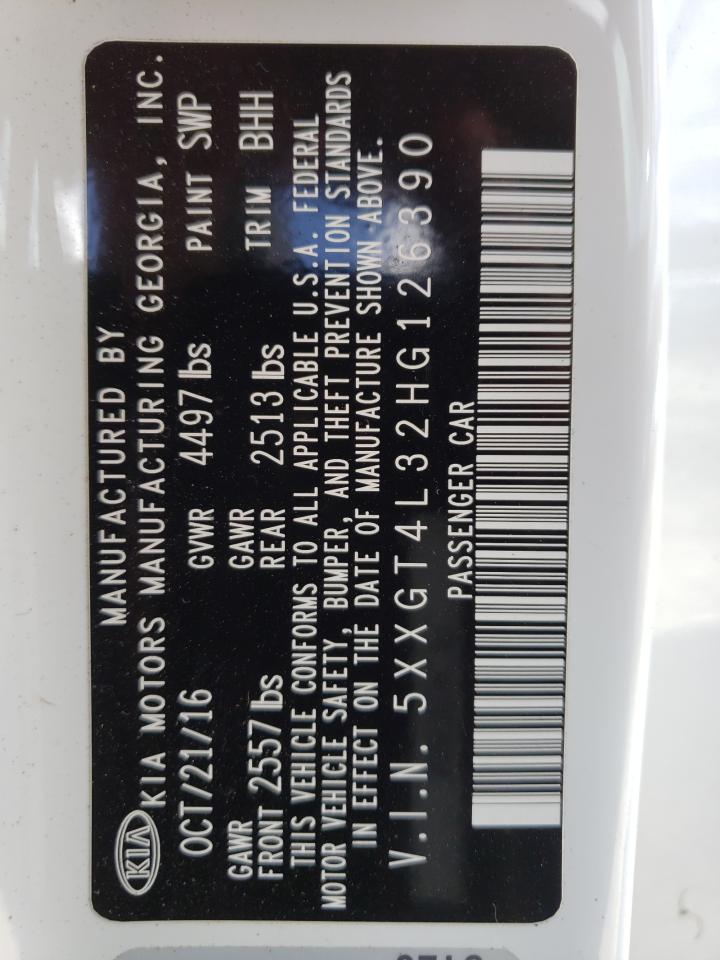 MANUFACTURED BY
KIA KIA MOTORS MANUFACTURING GEORGIA, INC.
OCT/21/16 GVWR 4497 lbs PAINT SWP
GAWR FRONT 2557 lbs GAWR REAR 2513 lbs TRIM BHH
THIS VEHICLE CONFORMS TO ALL APPLICABLE U.S.A. FEDERAL
MOTOR VEHICLE SAFETY, BUMPER, AND THEFT PREVENTION STANDARDS
IN EFFECT ON THE DATE OF MANUFACTURE SHOWN ABOVE.
V.I.N. 5XXGT4L32HG126390
PASSENGER CAR